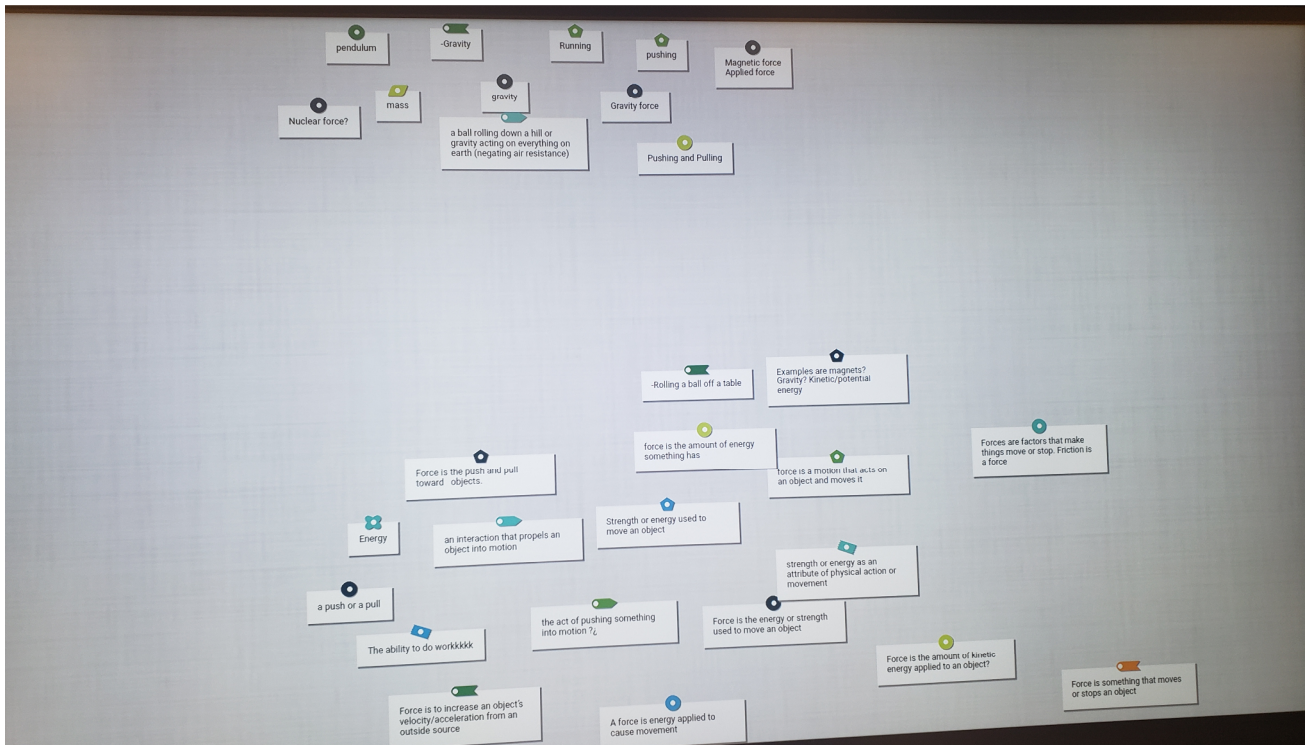 pendulum
-Gravity
Running
pushing
Magnetic force
Applied force
Nuclear force?
mass
gravity
Gravity force
a ball rolling down a hill or
gravity acting on everything on
earth (negating air resistance)
Pushing and Pulling
-Rolling a ball off a table
Examples are magnets?
Gravity? Kinetic/potential
energy
force is the amount of energy
something has
Forces are factors that make
things move or stop. Friction is
a force
Force is the push and pull
toward objects.
force is a motion that acts on
an object and moves it
Energy
an interaction that propels an
object into motion
Strength or energy used to
move an object
strength or energy as an
attribute of physical action or
movement
a push or a pull
the act of pushing something
into motion ?¿
Force is the energy or strength
used to move an object
The ability to do workkkkk
Force is the amount of kinetic
energy applied to an object?
Force is something that moves
or stops an object
Force is to increase an object's
velocity/acceleration from an
outside source
A force is energy applied to
cause movement